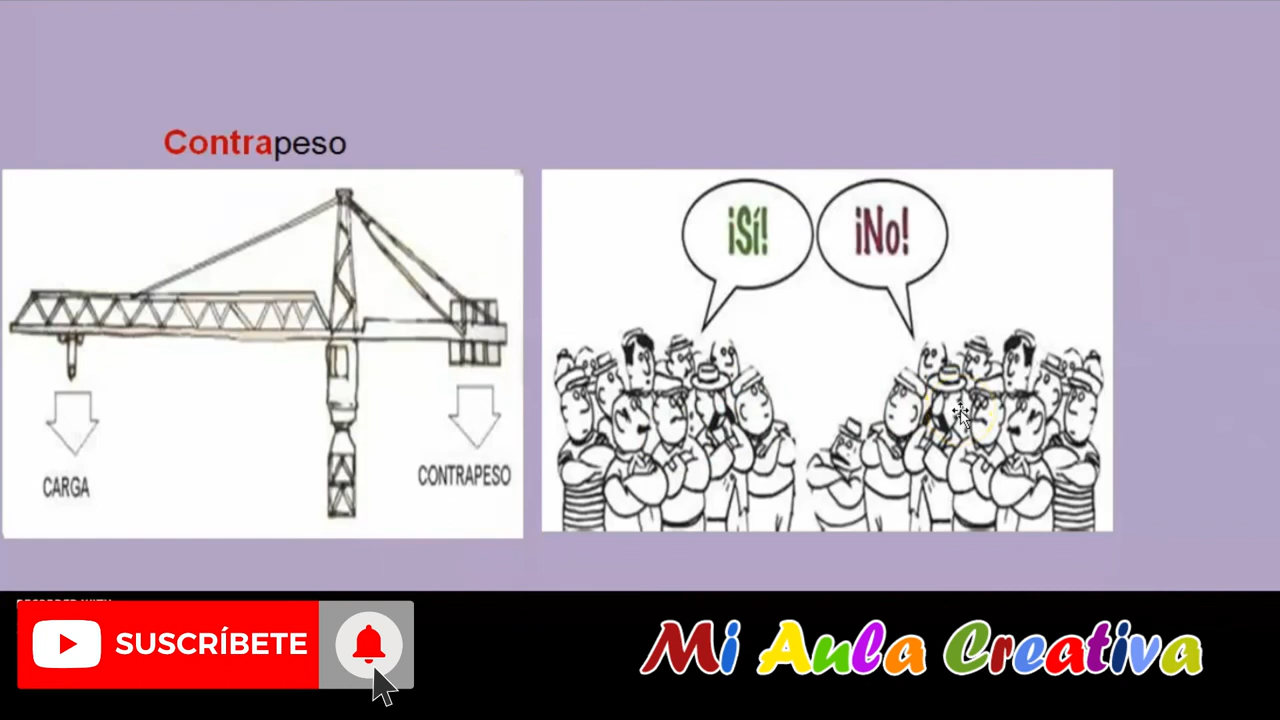 Contrapeso
¡Sí!
¡No!
CARGA
CONTRAPESO
SUSCRÍBETE
Mi Aula Creativa